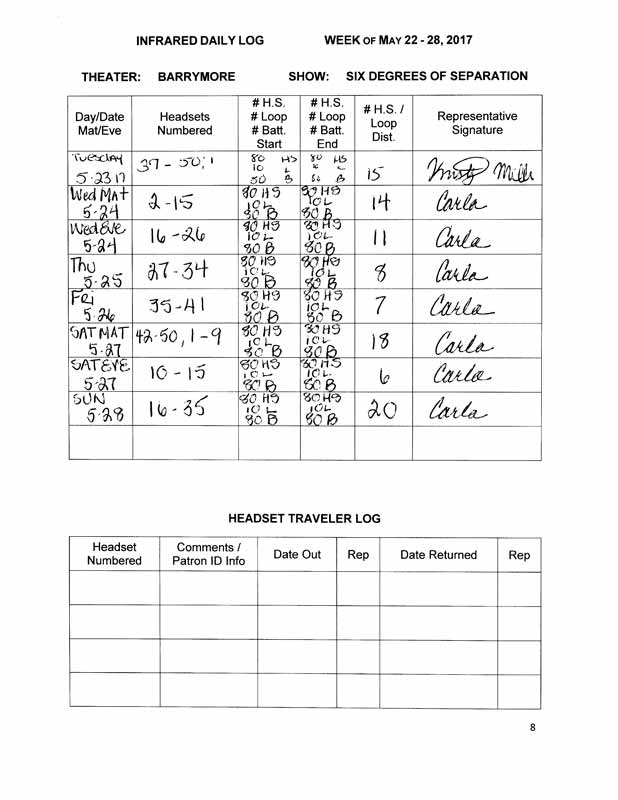 INFRARED DAILY LOG WEEK OF MAY 22 - 28, 2017
THEATER: BARRYMORE SHOW: SIX DEGREES OF SEPARATION
Day/Date Mat/Eve Headsets Numbered # H.S. # Loop # Batt. Start # H.S. # Loop # Batt. End # H.S. / Loop Dist. Representative Signature
Tuesday 5-23 17 37 - 50, 1 80 HS 10 L 80 B 80 HS L 80 B 15 Kristy Mills
Wed Mat 5-24 2-15 80 HS 10 L 80 B 80 HS 10 L 80 B 14 Carla
Wed Eve 5-24 16-26 80 HS 10 L 80 B 80 HS 10 L 80 B 11 Carla
Thu 5-25 27-34 80 HS 10 L 80 B 80 HS 10 L 80 B 8 Carla
Fri 5-26 35-41 80 HS 10 L 80 B 80 HS 10 L 80 B 7 Carla
SAT MAT 5-27 42-50, 1-9 80 HS 10 L 80 B 80 HS 10 L 80 B 18 Carla
SAT EVE 5-27 10-15 80 HS 10 L 80 B 80 HS 10 L 80 B 6 Carla
SUN 5-28 16-35 80 HS 10 L 80 B 80 HS 10 L 80 B 20 Carla
HEADSET TRAVELER LOG
Headset Numbered Comments / Patron ID Info Date Out Rep Date Returned Rep
8